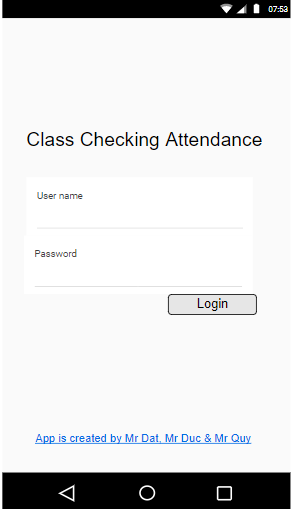 07:53
Class Checking Attendance
User name
Password
Login
App is created by Mr Dat, Mr Duc & Mr Quy